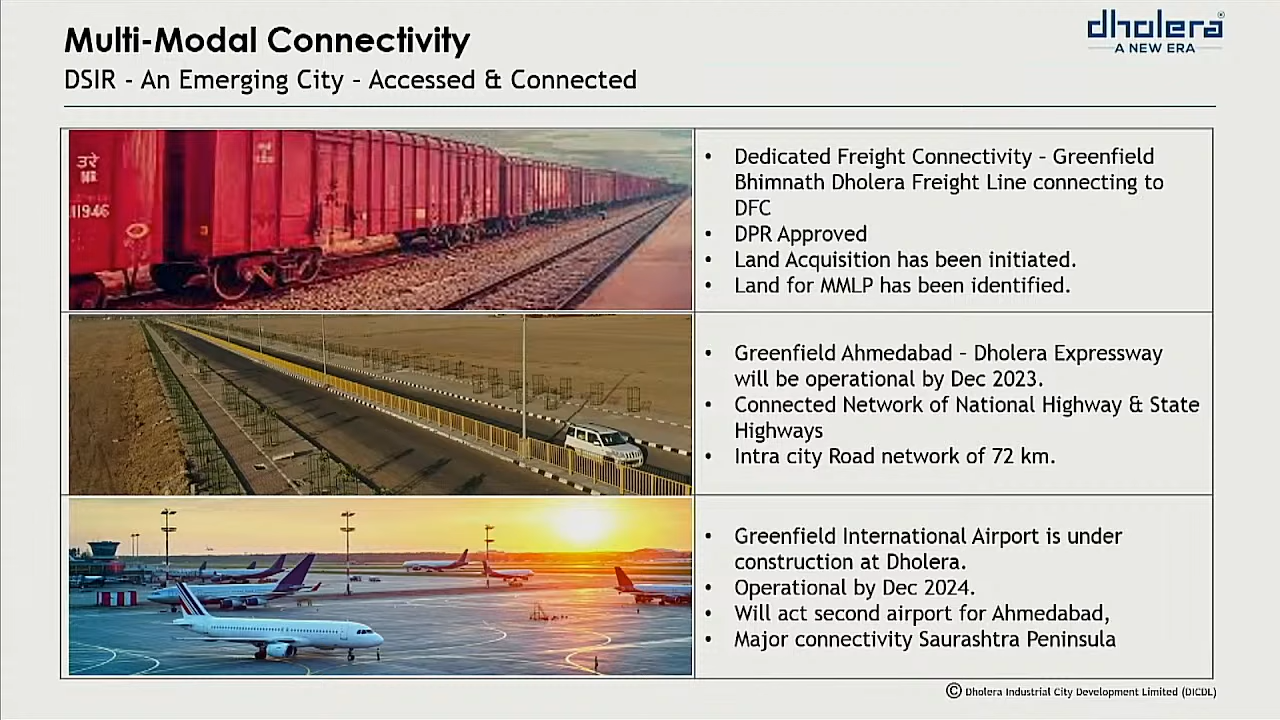 Multi-Modal Connectivity
DSIR - An Emerging City – Accessed & Connected
dholera®
A NEW ERA
उरे
NR
11946
• Dedicated Freight Connectivity – Greenfield
Bhimnath Dholera Freight Line connecting to
DFC
• DPR Approved
• Land Acquisition has been initiated.
• Land for MMLP has been identified.
• Greenfield Ahmedabad – Dholera Expressway
will be operational by Dec 2023.
• Connected Network of National Highway & State
Highways
• Intra city Road network of 72 km.
• Greenfield International Airport is under
construction at Dholera.
• Operational by Dec 2024.
• Will act second airport for Ahmedabad,
• Major connectivity Saurashtra Peninsula
© Dholera Industrial City Development Limited (DICDL)